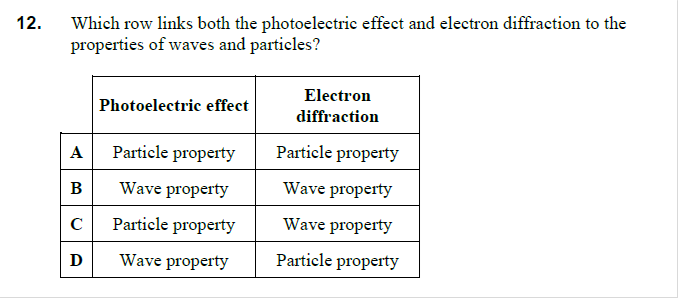 12. Which row links both the photoelectric effect and electron diffraction to the
properties of waves and particles?
Photoelectric effect Electron
diffraction
A Particle property Particle property
B Wave property Wave property
C Particle property Wave property
D Wave property Particle property